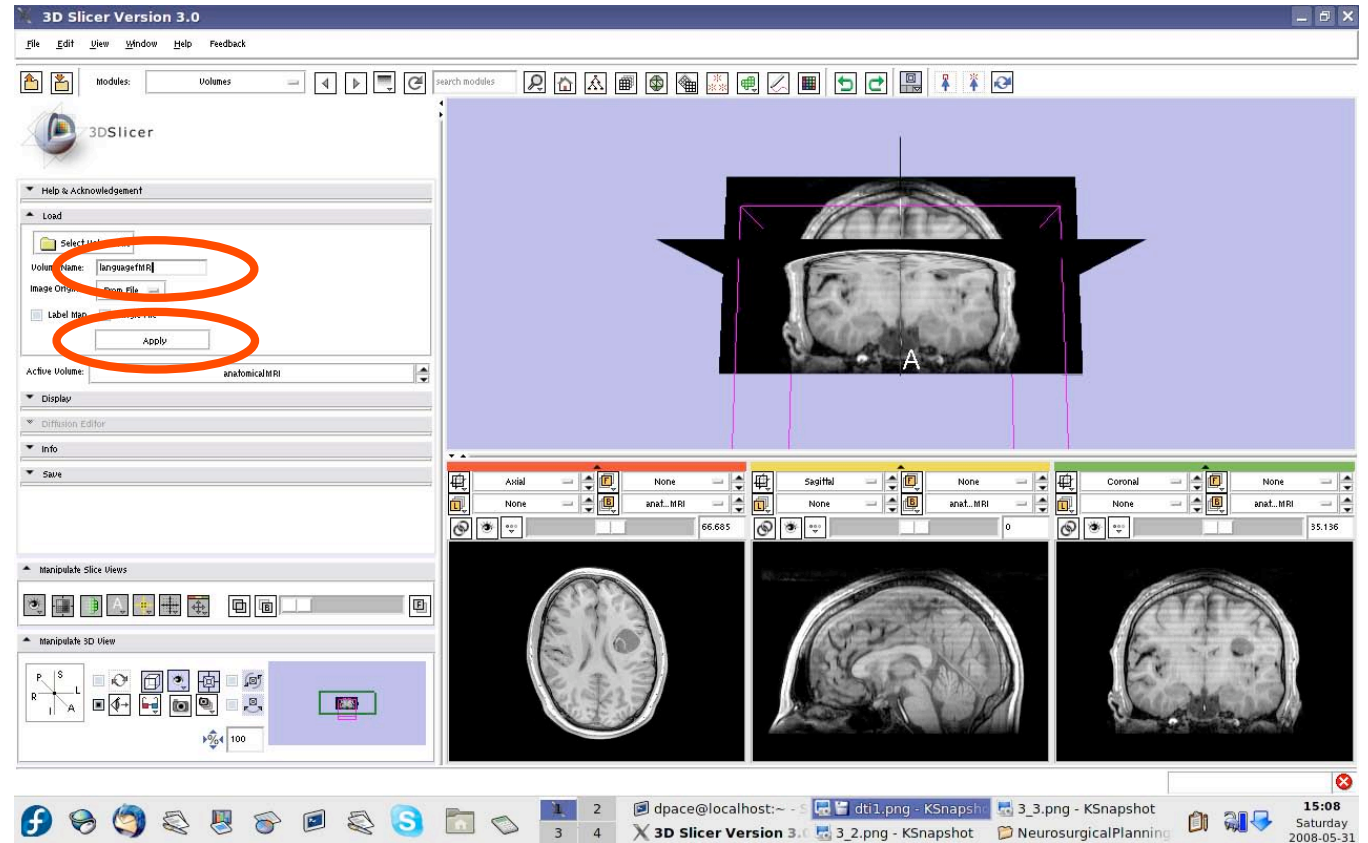 3D Slicer Version 3.0
File Edit View Window Help Feedback
Modules: Volumes search modules
3DSlicer
Help & Acknowledgement
Load
Select
Volume Name: languagefMRI
Image Origin: From File
Label Map
Apply
Active Volume: anatomicalMRI
Display
Diffusion Editor
Info
Save
A
Axial None
None anat...MRI
66.685
Sagittal None
None anat...MRI
0
Coronal None
None anat...MRI
35.136
Manipulate Slice Views
Manipulate 3D View
P S
R L
I A
100
1 2 dpace@localhost:~ - S dti1.png - KSnapsho 3_3.png - KSnapshot
3 4 3D Slicer Version 3.0 3_2.png - KSnapshot NeurosurgicalPlanning
15:08
Saturday
2008-05-31